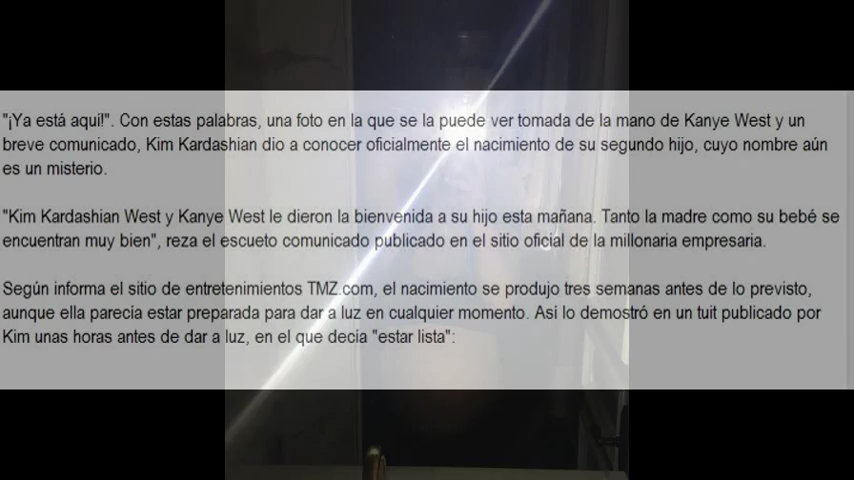 "¡Ya está aquí!". Con estas palabras, una foto en la que se la puede ver tomada de la mano de Kanye West y un
breve comunicado, Kim Kardashian dio a conocer oficialmente el nacimiento de su segundo hijo, cuyo nombre aún
es un misterio.
"Kim Kardashian West y Kanye West le dieron la bienvenida a su hijo esta mañana. Tanto la madre como su bebé se
encuentran muy bien", reza el escueto comunicado publicado en el sitio oficial de la millonaria empresaria.
Según informa el sitio de entretenimientos TMZ.com, el nacimiento se produjo tres semanas antes de lo previsto,
aunque ella parecía estar preparada para dar a luz en cualquier momento. Así lo demostró en un tuit publicado por
Kim unas horas antes de dar a luz, en el que decía "estar lista":